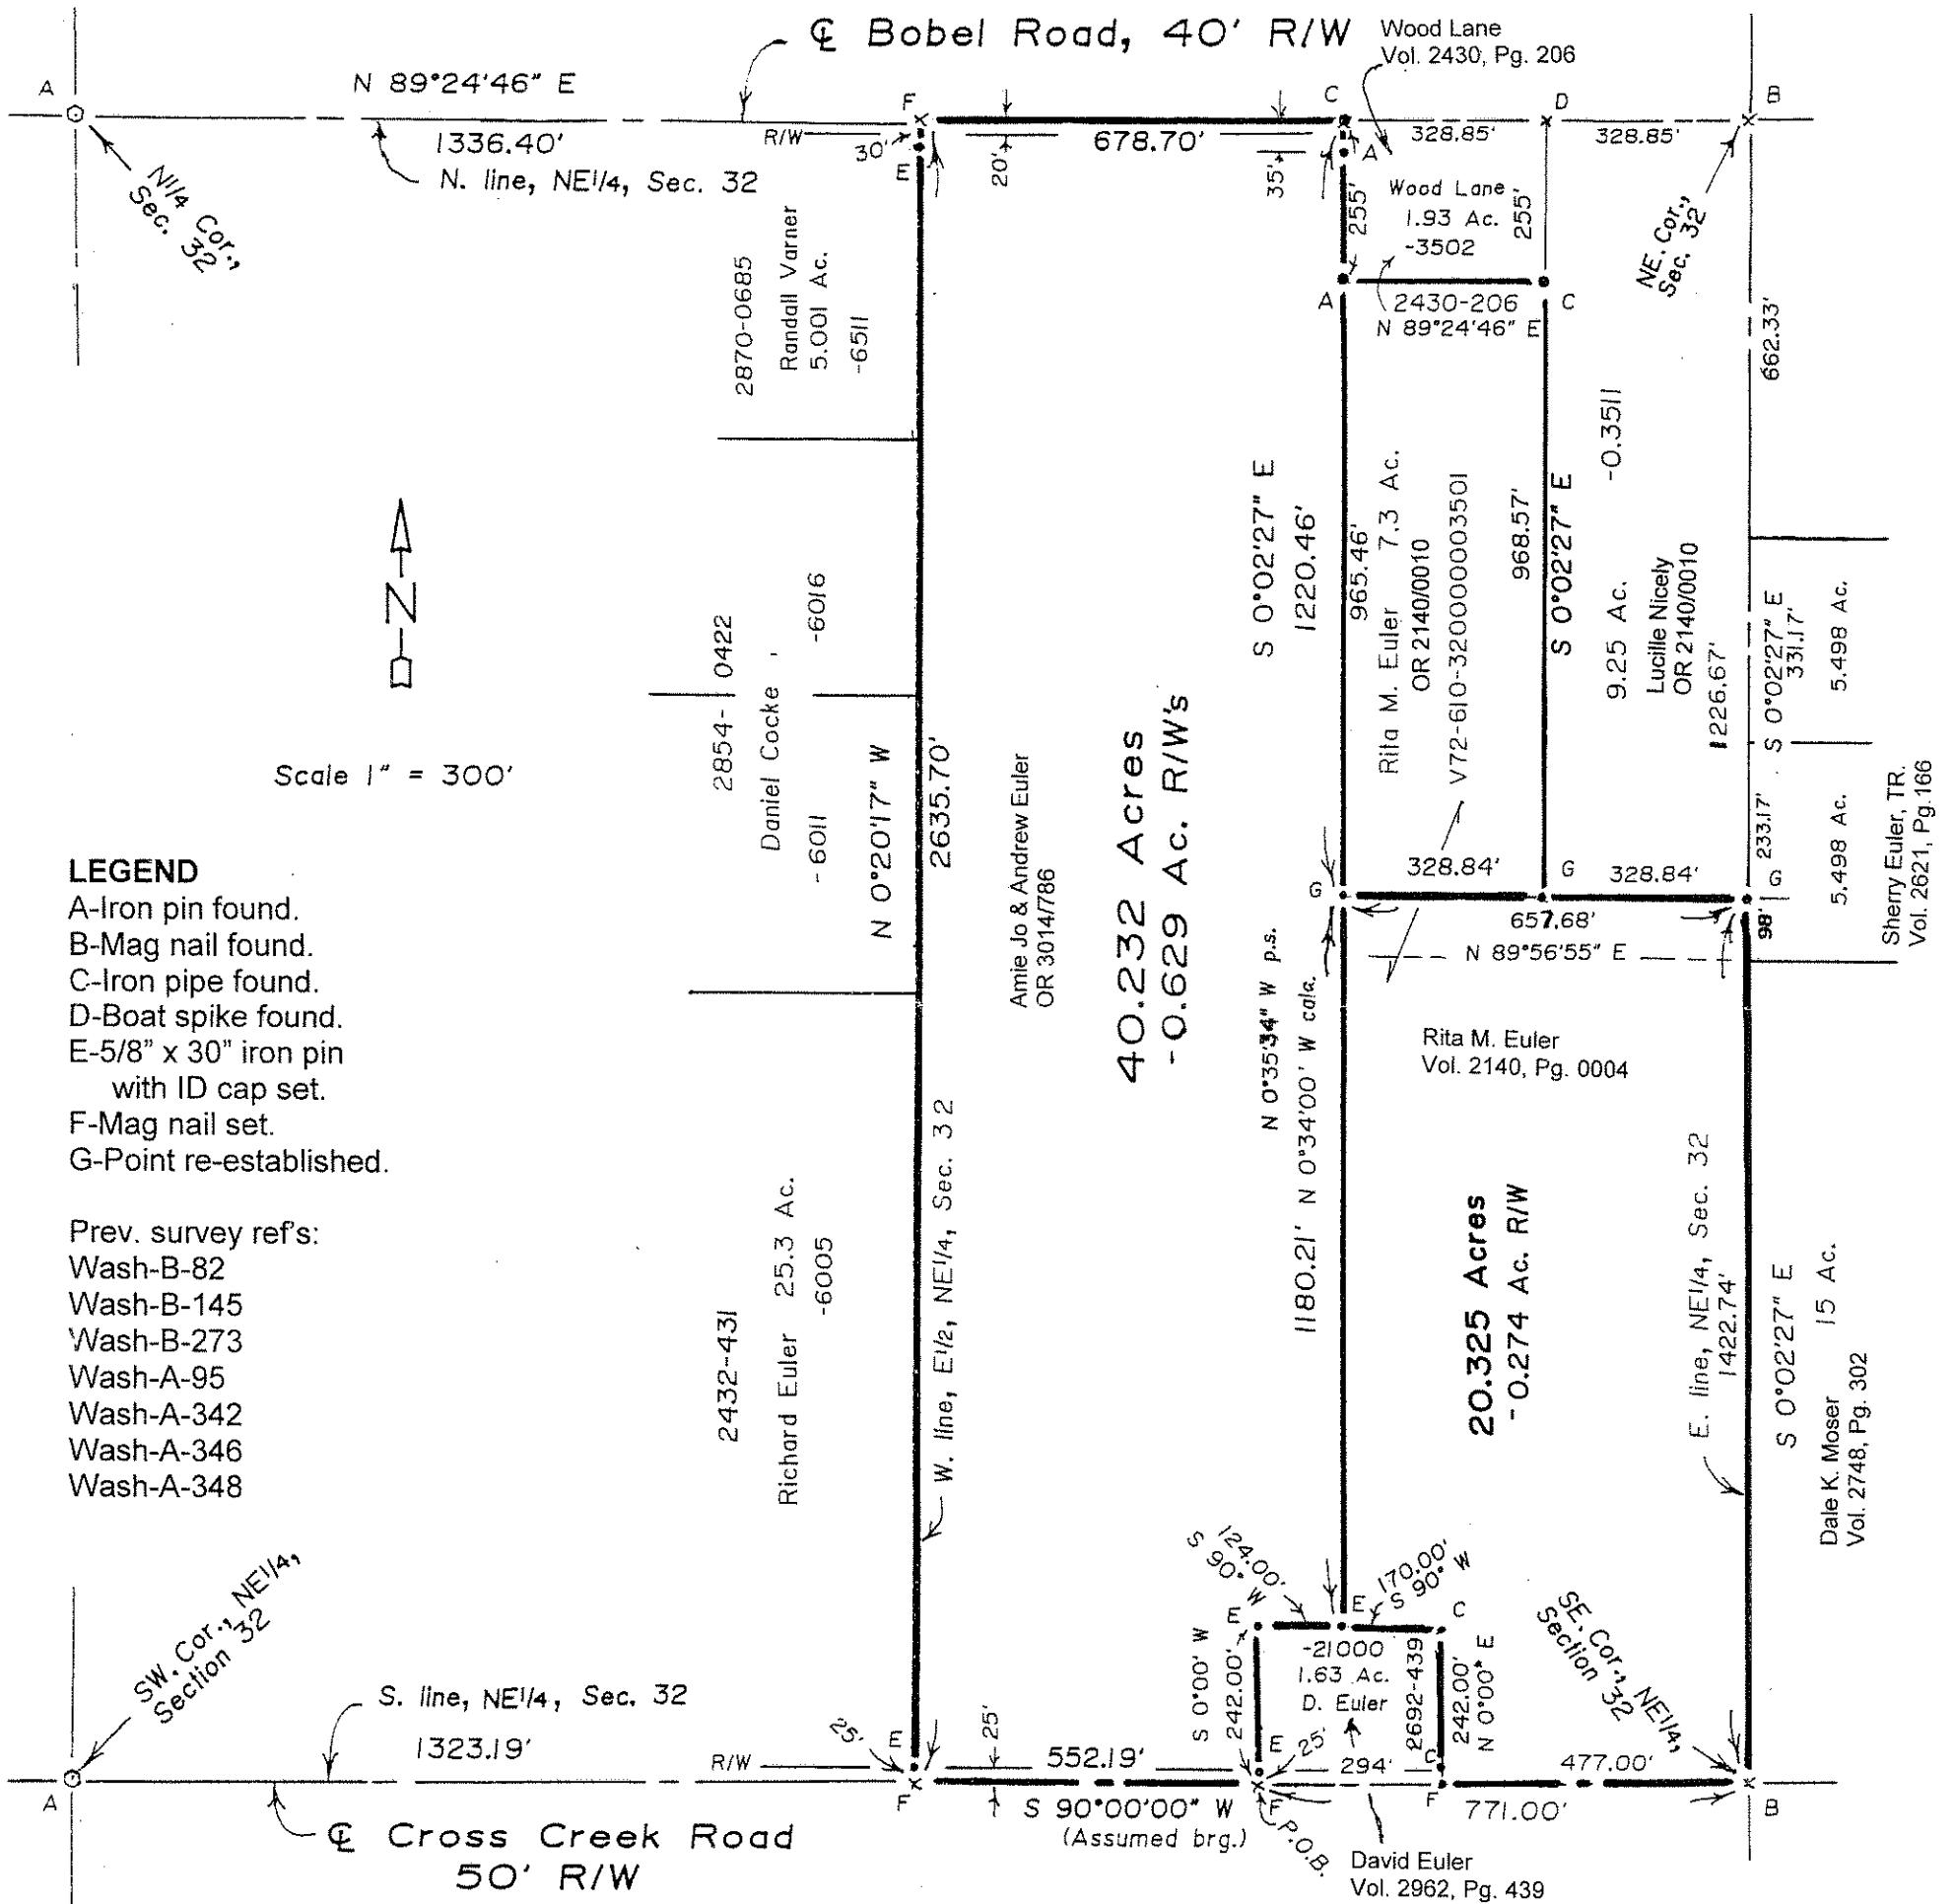 ℄ Bobel Road, 40' R/W
Wood Lane
Vol. 2430, Pg. 206
A
N 89°24'46" E
F
C
D
B
1336.40'
R/W
30'
678.70'
328.85'
328.85'
N. line, NE1/4, Sec. 32
E
20'
35'
A
N1/4 Cor.,
Sec. 32
255'
Wood Lane
1.93 Ac.
-3502
255'
NE. Cor.,
Sec. 32
A
2430-206
C
N 89°24'46" E
662.33'
2870-0685
Randall Varner
5.001 Ac.
-6511
N
Scale 1" = 300'
2854- 0422
Daniel Cocke
-6016
-6011
N 0°20'17" W
2635.70'
Amie Jo & Andrew Euler
OR 3014/786
40.232 Acres
-0.629 Ac. R/W's
S 0°02'27" E
1220.46'
965.46'
Rita M. Euler 7.3 Ac.
OR 2140/0010
V72-610-3200000003501
968.57'
S 0°02'27" E
-0.3511
9.25 Ac.
Lucille Nicely
OR 2140/0010
1226.67'
S 0°02'27" E
331.17'
5.498 Ac.
233.17'
5.498 Ac.
Sherry Euler, TR.
Vol. 2621, Pg.166
G
328.84'
G
328.84'
G
657.68'
98'
N 89°56'55" E
LEGEND
A-Iron pin found.
B-Mag nail found.
C-Iron pipe found.
D-Boat spike found.
E-5/8" x 30" iron pin
with ID cap set.
F-Mag nail set.
G-Point re-established.
Prev. survey ref's:
Wash-B-82
Wash-B-145
Wash-B-273
Wash-A-95
Wash-A-342
Wash-A-346
Wash-A-348
2432-431
Richard Euler 25.3 Ac.
-6005
W. line, E1/2, NE1/4, Sec. 32
N 0°35'34" W p.s.
1180.21' N 0°34'00' W calc.
Rita M. Euler
Vol. 2140, Pg. 0004
20.325 Acres
-0.274 Ac. R/W
E. line, NE1/4, Sec. 32
1422.74'
S 0°02'27" E
Dale K. Moser 15 Ac.
Vol. 2748, Pg. 302
SW. Cor., NE1/4,
Section 32
S. line, NE1/4, Sec. 32
1323.19'
A
R/W
25'
E
F
25'
552.19'
S 90°00'00" W
(Assumed brg.)
124.00'
S 90° W
170.00'
S 90° W
E
E
C
S 0°00' W
242.00'
-21000
1.63 Ac.
D. Euler
2692-439
242.00'
N 0°00' E
E
25'
294'
C
F
P.O.B.
F
477.00'
771.00'
SE. Cor., NE1/4,
Section 32
B
℄ Cross Creek Road
50' R/W
David Euler
Vol. 2962, Pg. 439